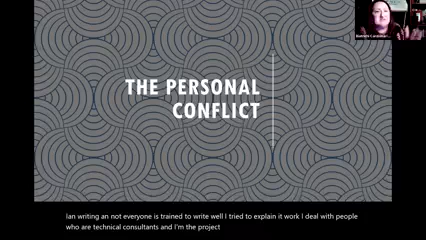 THE PERSONAL
CONFLICT
Ian writing an not everyone is trained to write well I tried to explain it work I deal with people
who are technical consultants and I'm the project